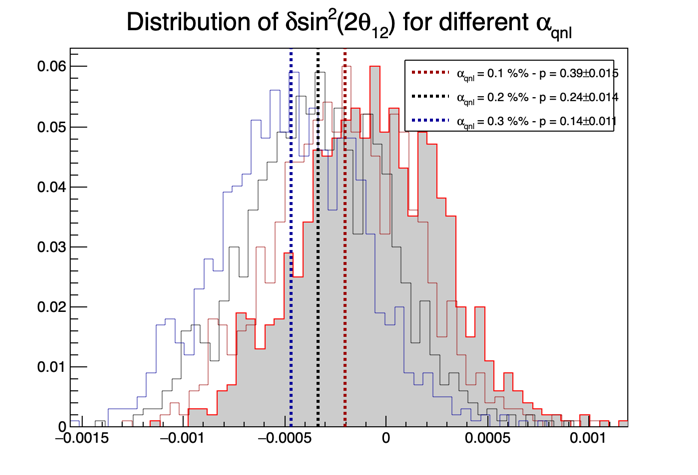 Distribution of δsin²(2θ₁₂) for different α_qnl
α_qnl = 0.1 %% - p = 0.39±0.015
α_qnl = 0.2 %% - p = 0.24±0.014
α_qnl = 0.3 %% - p = 0.14±0.011
0.06
0.05
0.04
0.03
0.02
0.01
0
−0.0015 −0.001 −0.0005 0 0.0005 0.001